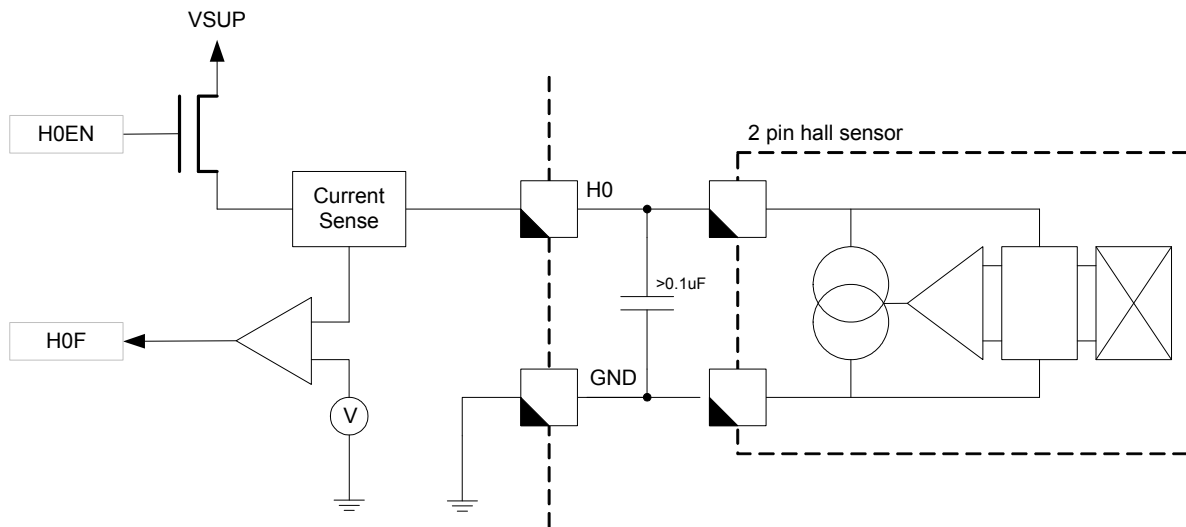 VSUP
H0EN
2 pin hall sensor
Current
Sense
H0
>0.1uF
H0F
GND
V